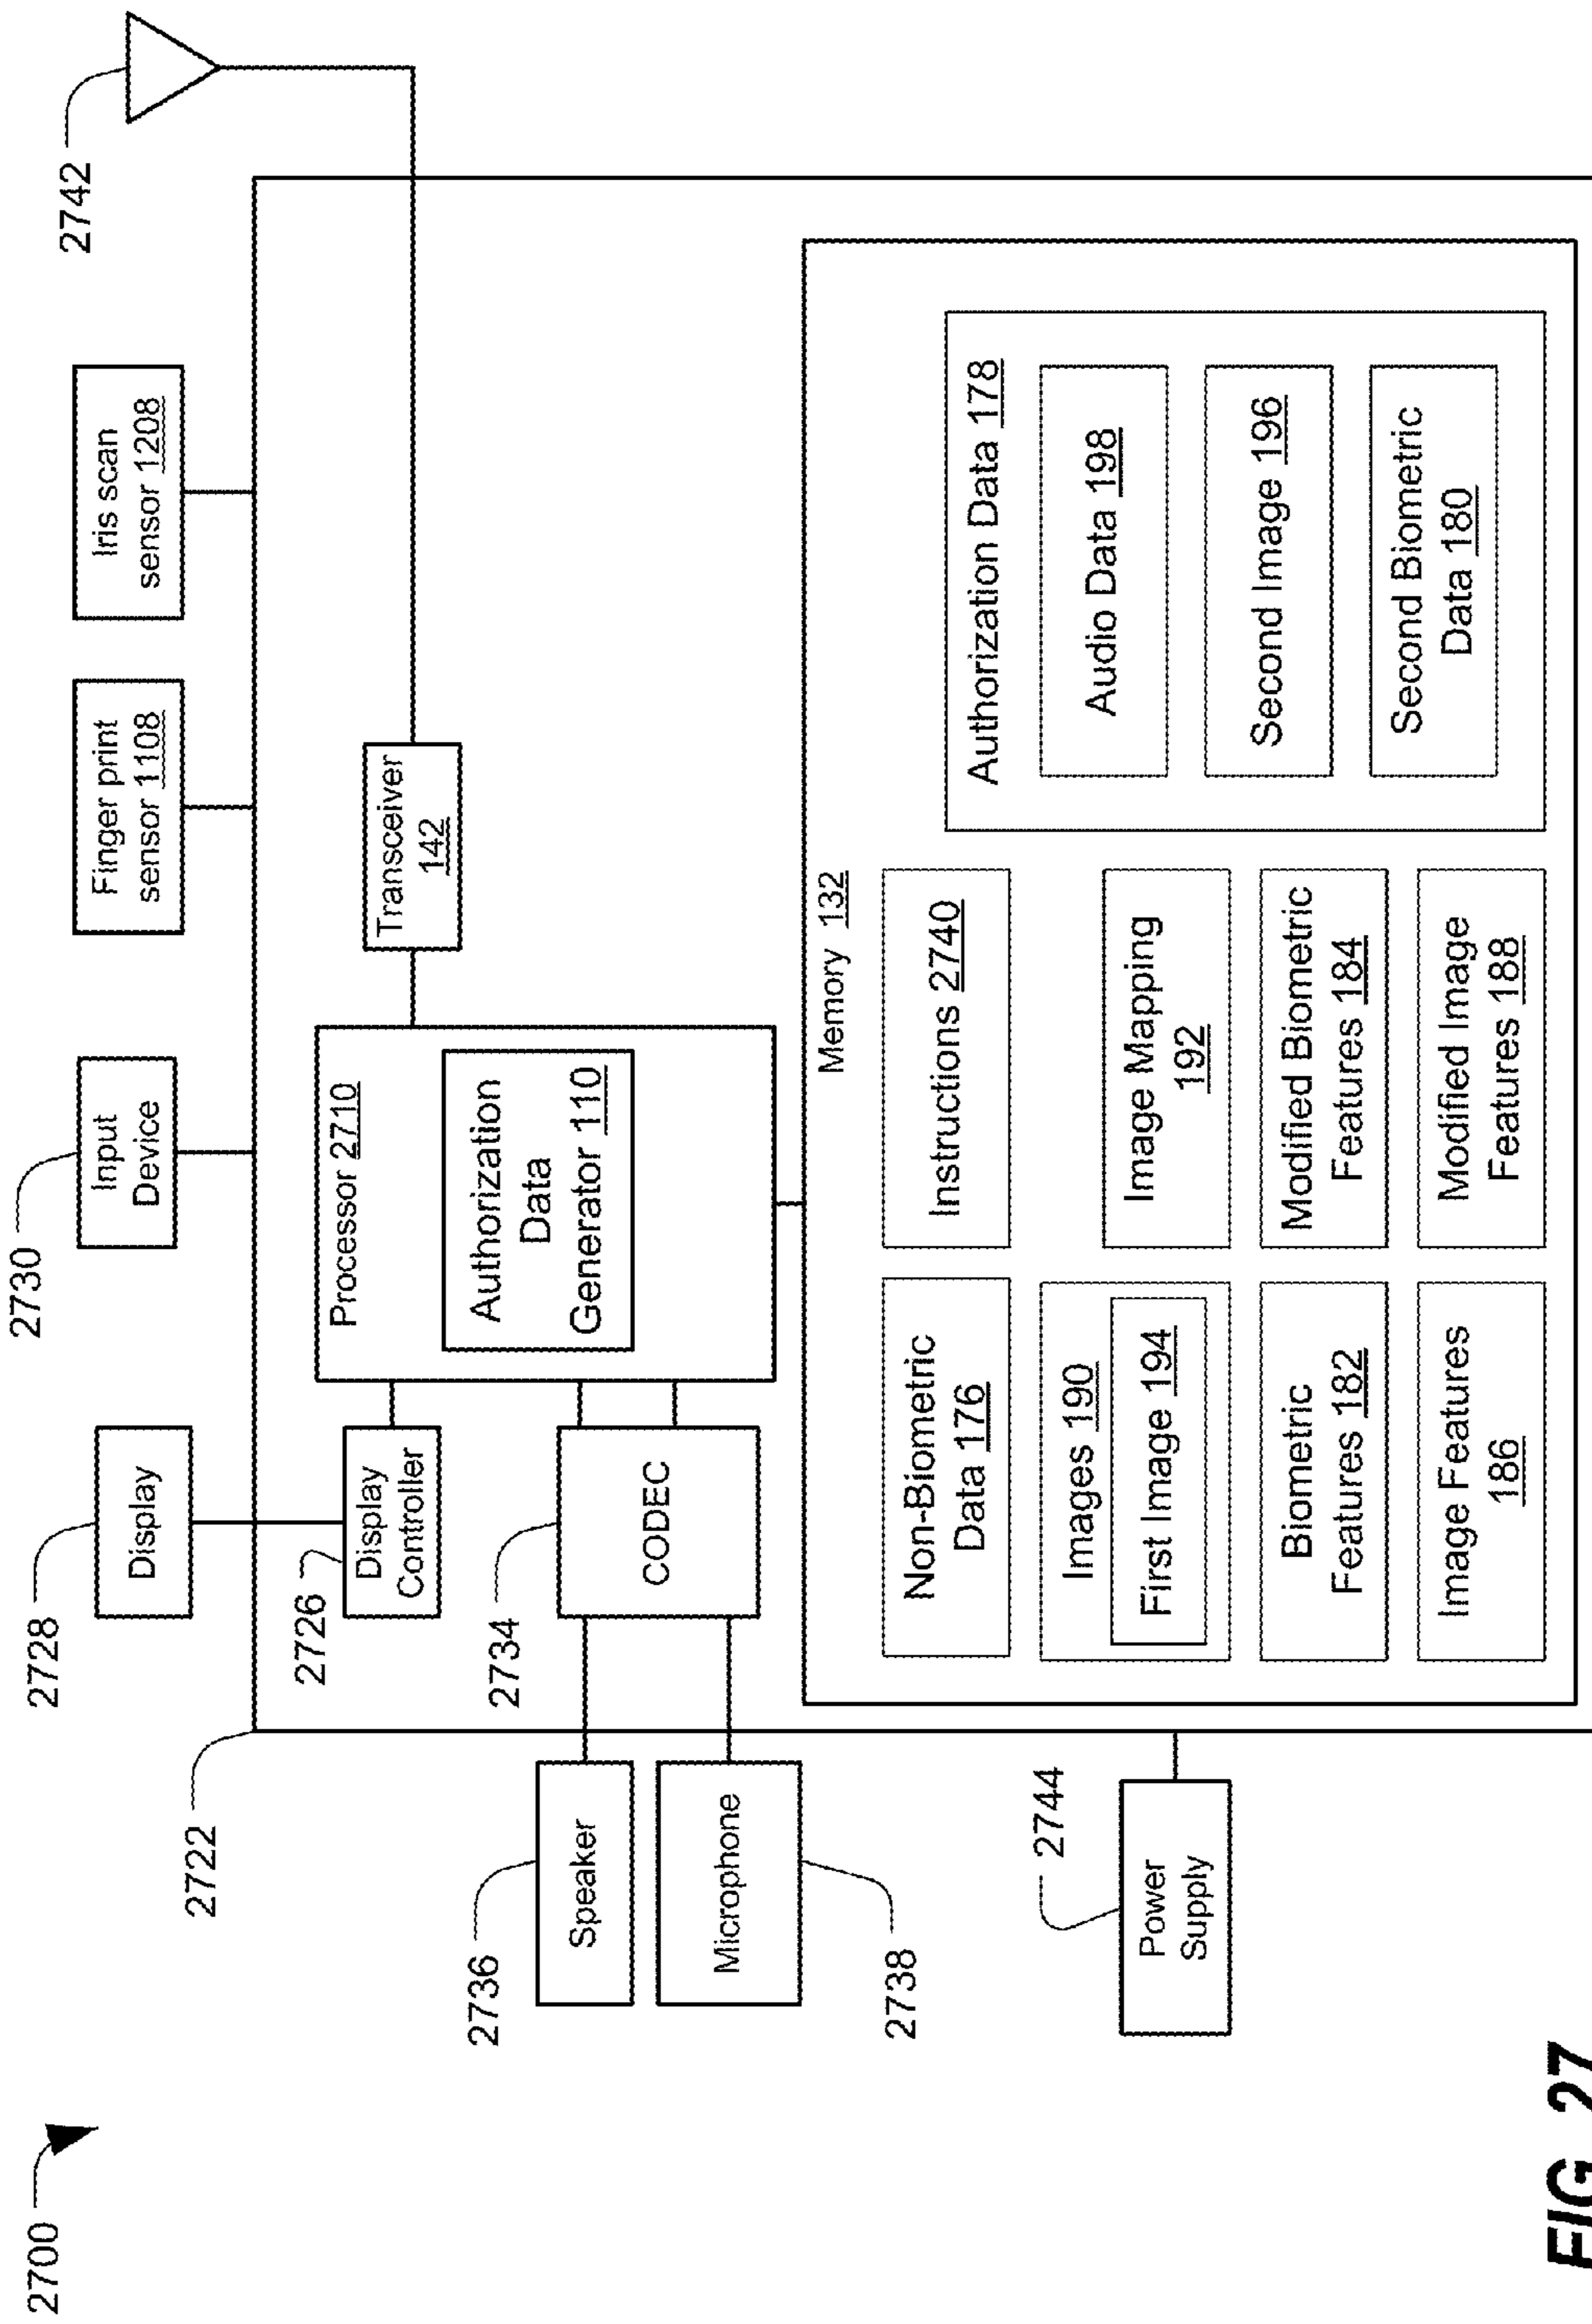 2700
2728
Display
2730
Input
Device
Finger print
sensor 1108
Iris scan
sensor 1208
2742
2722
2726
Display
Controller
Processor 2710
Authorization
Data
Generator 110
Transceiver
142
2734
CODEC
2736
Speaker
Microphone
2738
2744
Power
Supply
Memory 132
Non-Biometric
Data 176
Instructions 2740
Images 190
First Image 194
Image Mapping
192
Biometric
Features 182
Modified Biometric
Features 184
Image Features
186
Modified Image
Features 188
Authorization Data 178
Audio Data 198
Second Image 196
Second Biometric
Data 180
FIG. 27